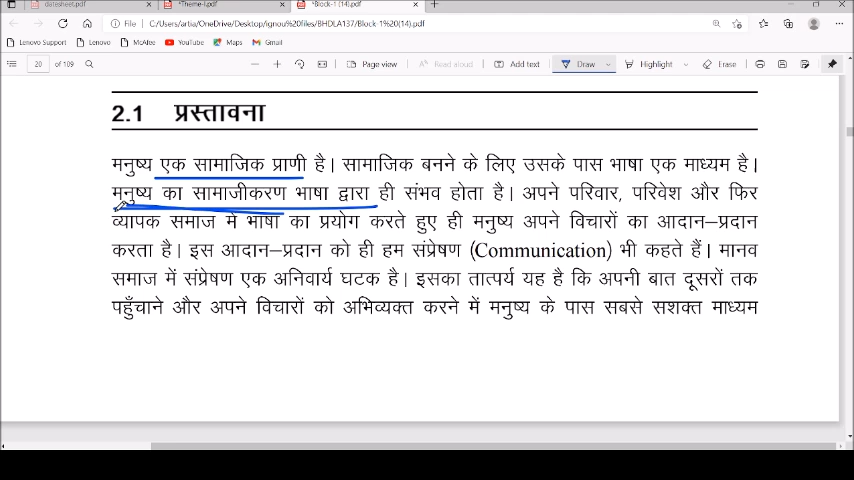 datesheet.pdf
*Theme-I.pdf
*Block-1 (14).pdf
File
C:/Users/artia/OneDrive/Desktop/ignou%20files/BHDLA137/Block-1%20(14).pdf
Lenovo Support
Lenovo
McAfee
YouTube
Maps
Gmail
20 of 109
Page view
Read aloud
Add text
Draw
Highlight
Erase
2.1 प्रस्तावना
मनुष्य एक सामाजिक प्राणी है। सामाजिक बनने के लिए उसके पास भाषा एक माध्यम है।
मनुष्य का सामाजीकरण भाषा द्वारा ही संभव होता है। अपने परिवार, परिवेश और फिर
व्यापक समाज में भाषा का प्रयोग करते हुए ही मनुष्य अपने विचारों का आदान–प्रदान
करता है। इस आदान–प्रदान को ही हम संप्रेषण (Communication) भी कहते हैं। मानव
समाज में संप्रेषण एक अनिवार्य घटक है। इसका तात्पर्य यह है कि अपनी बात दूसरों तक
पहुँचाने और अपने विचारों को अभिव्यक्त करने में मनुष्य के पास सबसे सशक्त माध्यम